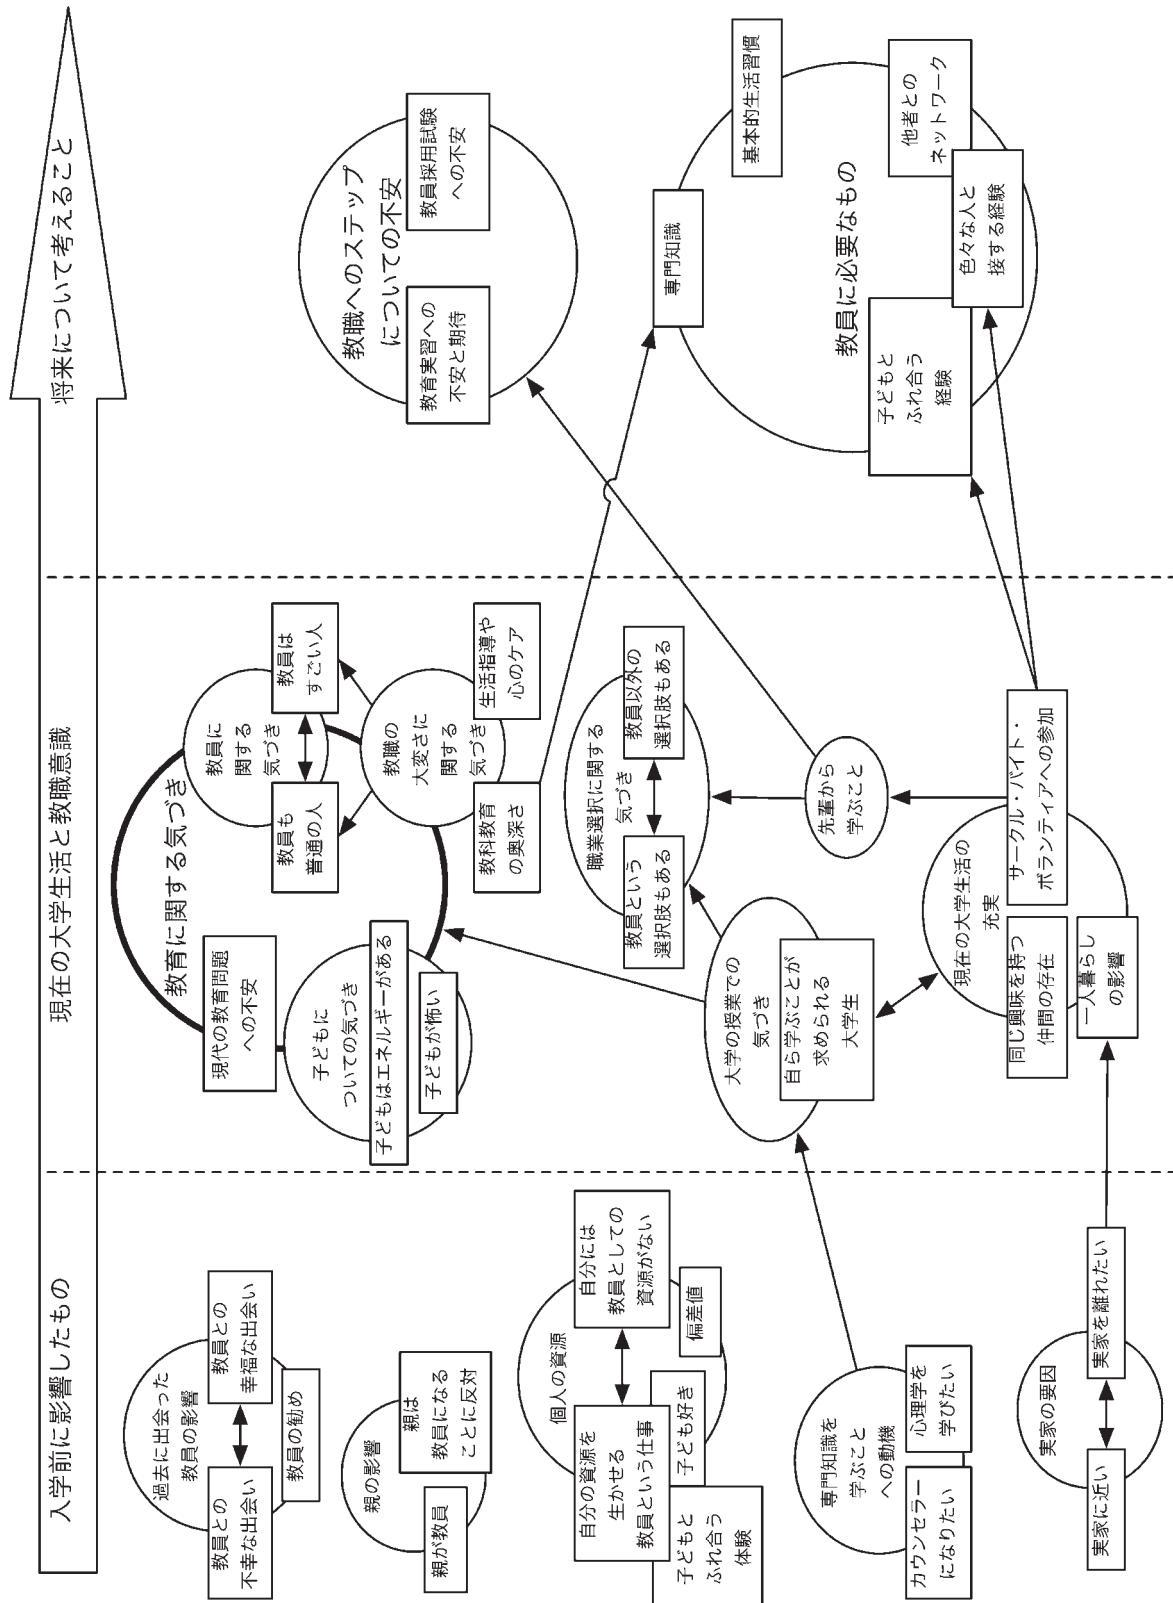 入学前に影響したもの
現在の大学生活と教職意識
将来について考えること
過去に出会った
教員の影響
教員との
不幸な出会い
教員との
幸福な出会い
教員の勧め
親の影響
親が教員
親は
教員になる
ことに反対
個人の資源
自分の資源を
生かせる
教員という仕事
自分には
教員としての
資源がない
子どもと
ふれ合う
体験
子ども好き
偏差値
専門知識を
学ぶこと
への動機
カウンセラー
になりたい
心理学を
学びたい
実家の要因
実家に近い
実家を離れたい
教育に関する気づき
現代の教育問題
への不安
子どもに
ついての気づき
子どもはエネルギーがある
子どもが怖い
教員に
関する
気づき
教員も
普通の人
教員は
すごい人
教職の
大変さに
関する
気づき
教科教育
の奥深さ
生活指導や
心のケア
職業選択に関する
気づき
教員という
選択肢もある
教員以外の
選択肢もある
大学の授業での
気づき
自ら学ぶことが
求められる
大学生
先輩から
学ぶこと
現在の大学生活の
充実
同じ興味を持つ
仲間の存在
サークル・バイト・
ボランティアへの参加
一人暮らし
の影響
教職へのステップ
についての不安
教育実習への
不安と期待
教員採用試験
への不安
教員に必要なもの
専門知識
基本的生活習慣
子どもと
ふれ合う
経験
色々な人と
接する経験
他者との
ネットワーク